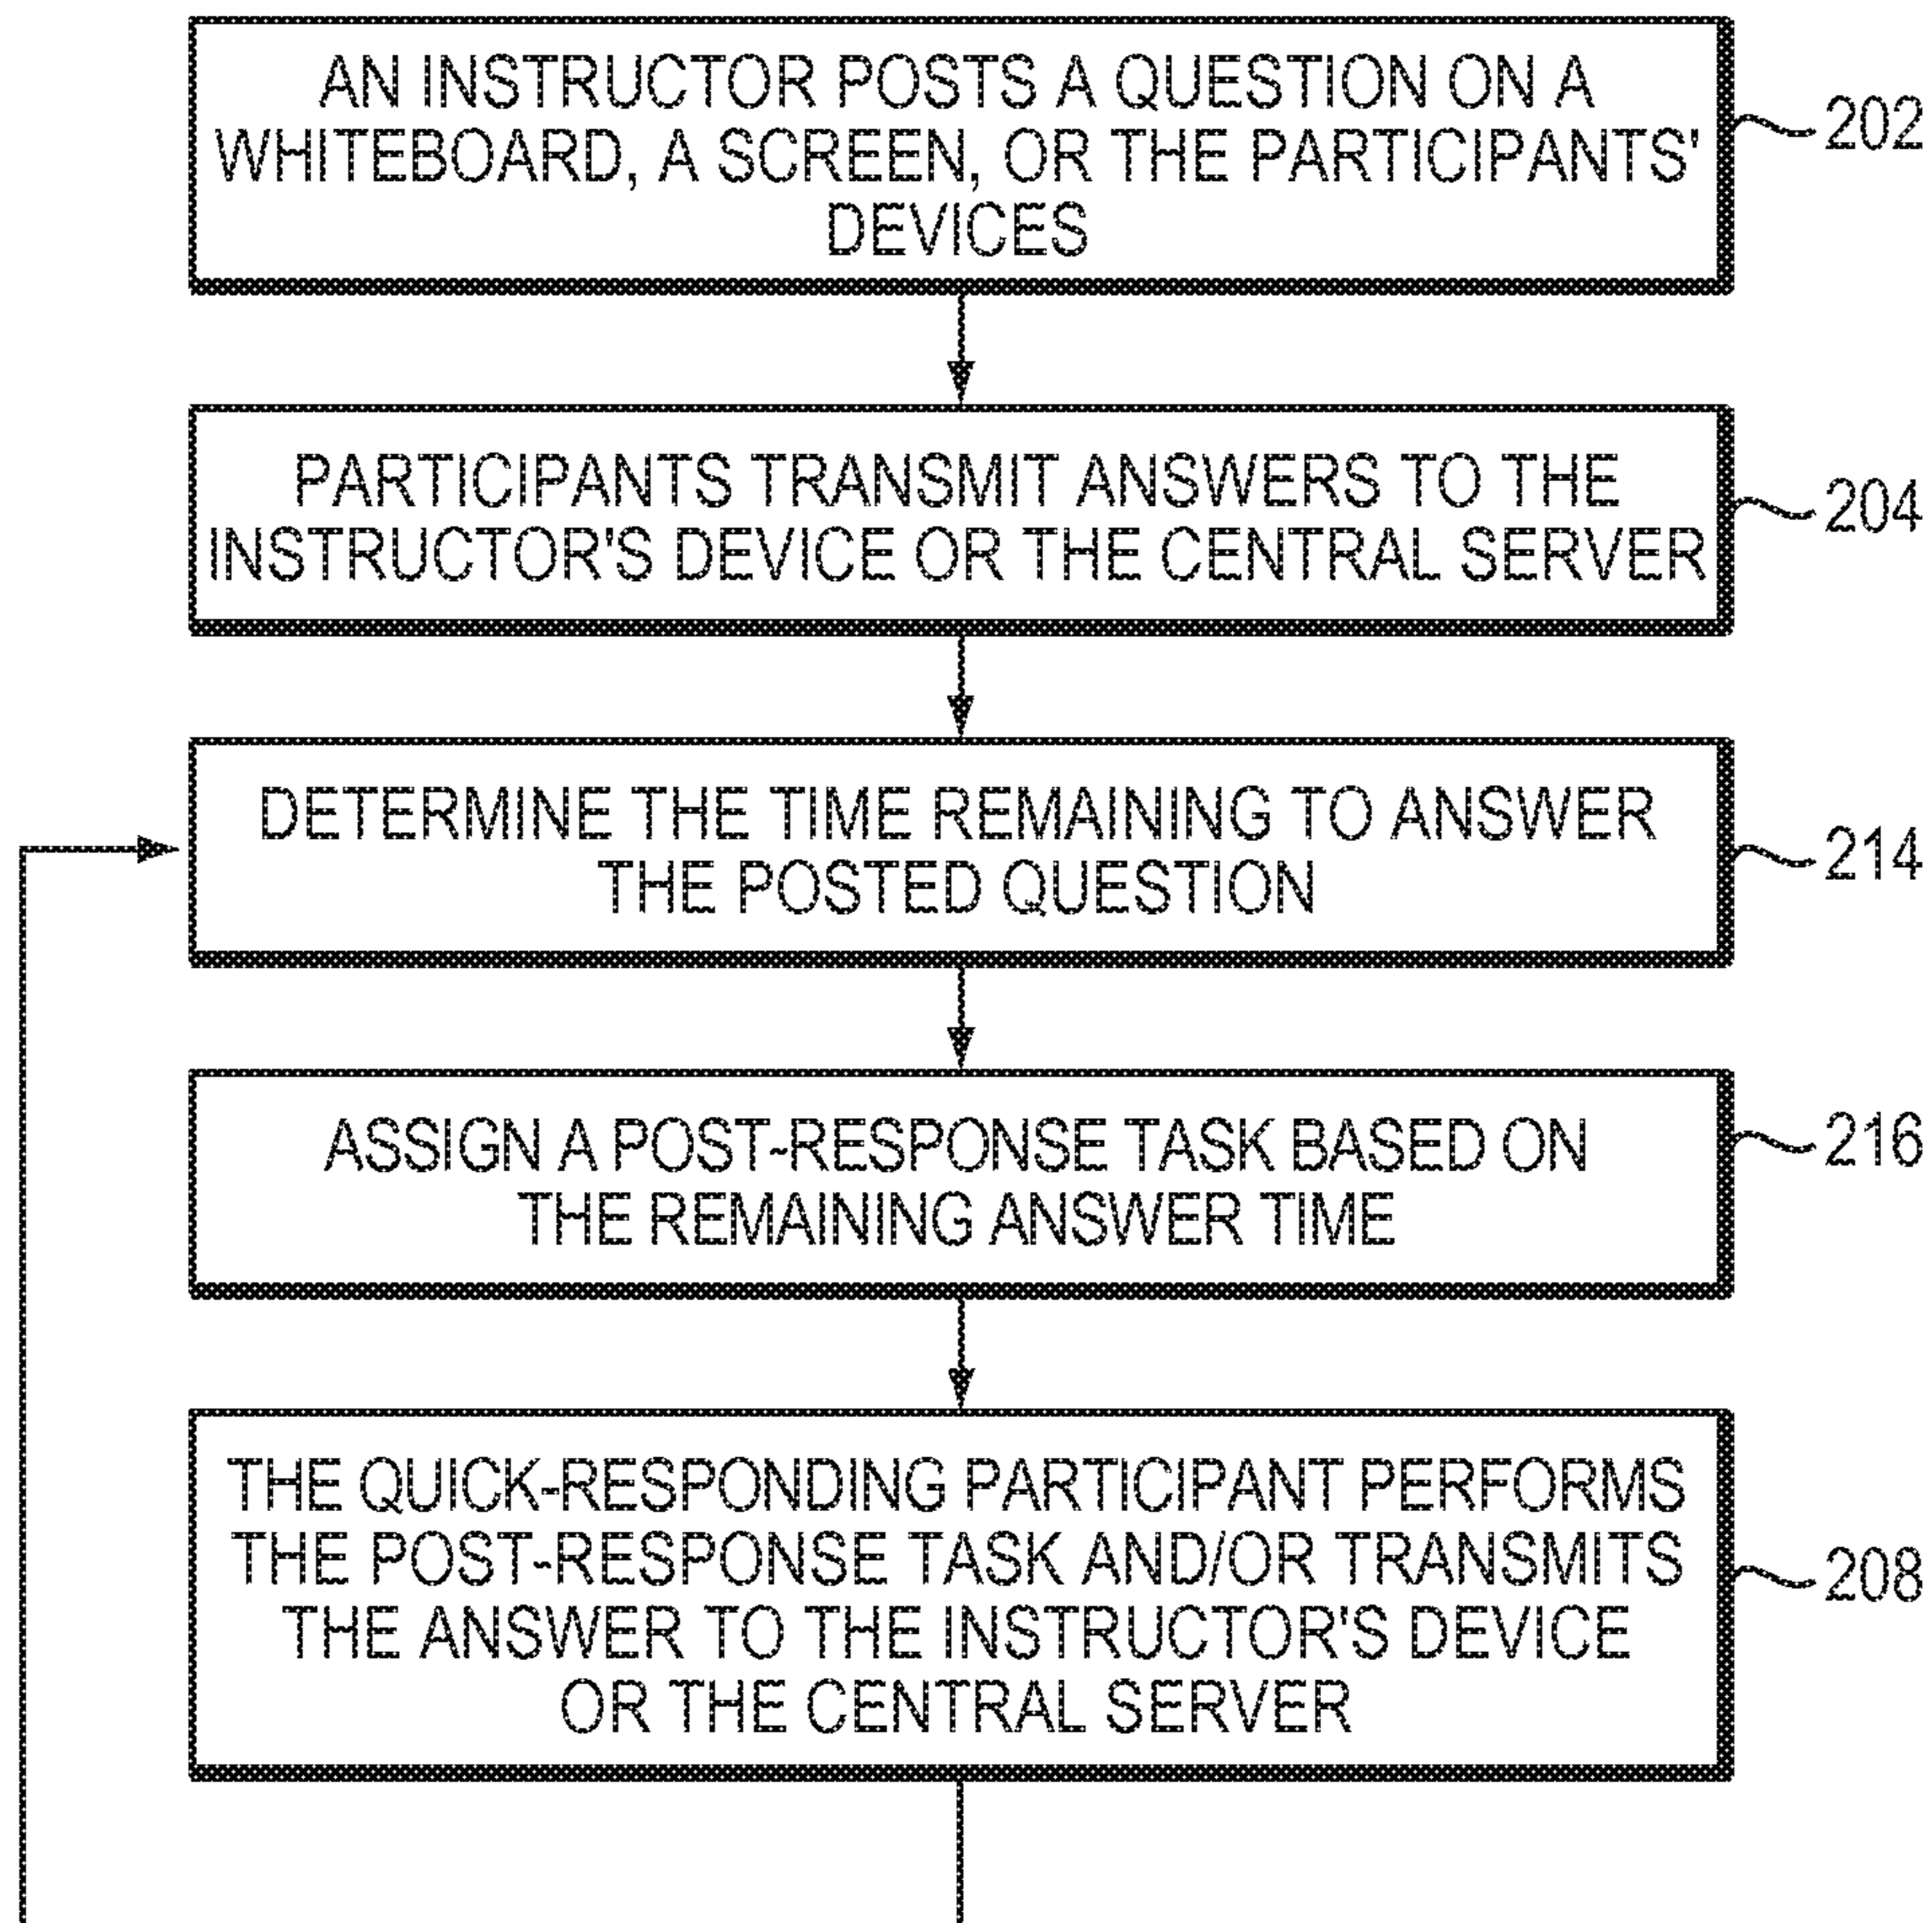 AN INSTRUCTOR POSTS A QUESTION ON A
WHITEBOARD, A SCREEN, OR THE PARTICIPANTS'
DEVICES
202
PARTICIPANTS TRANSMIT ANSWERS TO THE
INSTRUCTOR'S DEVICE OR THE CENTRAL SERVER
204
DETERMINE THE TIME REMAINING TO ANSWER
THE POSTED QUESTION
214
ASSIGN A POST-RESPONSE TASK BASED ON
THE REMAINING ANSWER TIME
216
THE QUICK-RESPONDING PARTICIPANT PERFORMS
THE POST-RESPONSE TASK AND/OR TRANSMITS
THE ANSWER TO THE INSTRUCTOR'S DEVICE
OR THE CENTRAL SERVER
208